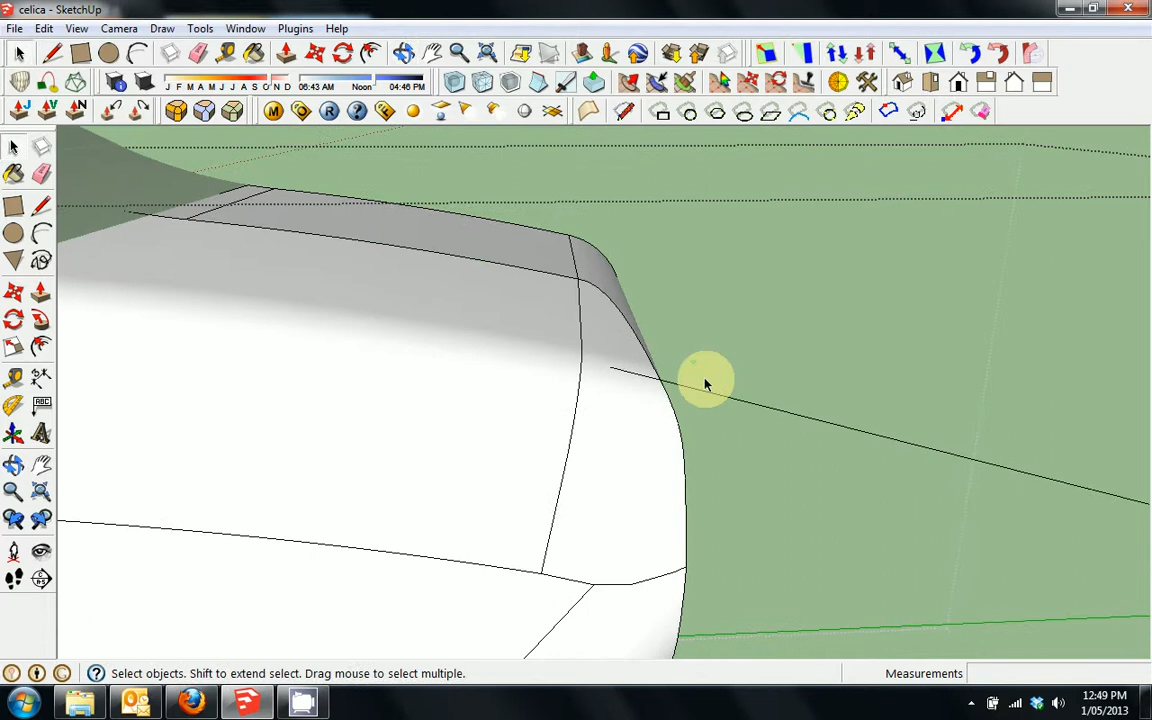 celica - SketchUp
File Edit View Camera Draw Tools Window Plugins Help
J F M A M J J A S O N D 06:43 AM Noon 04:46 PM
J V N M O R ? F
ABC
Select objects. Shift to extend select. Drag mouse to select multiple. Measurements
12:49 PM
1/05/2013